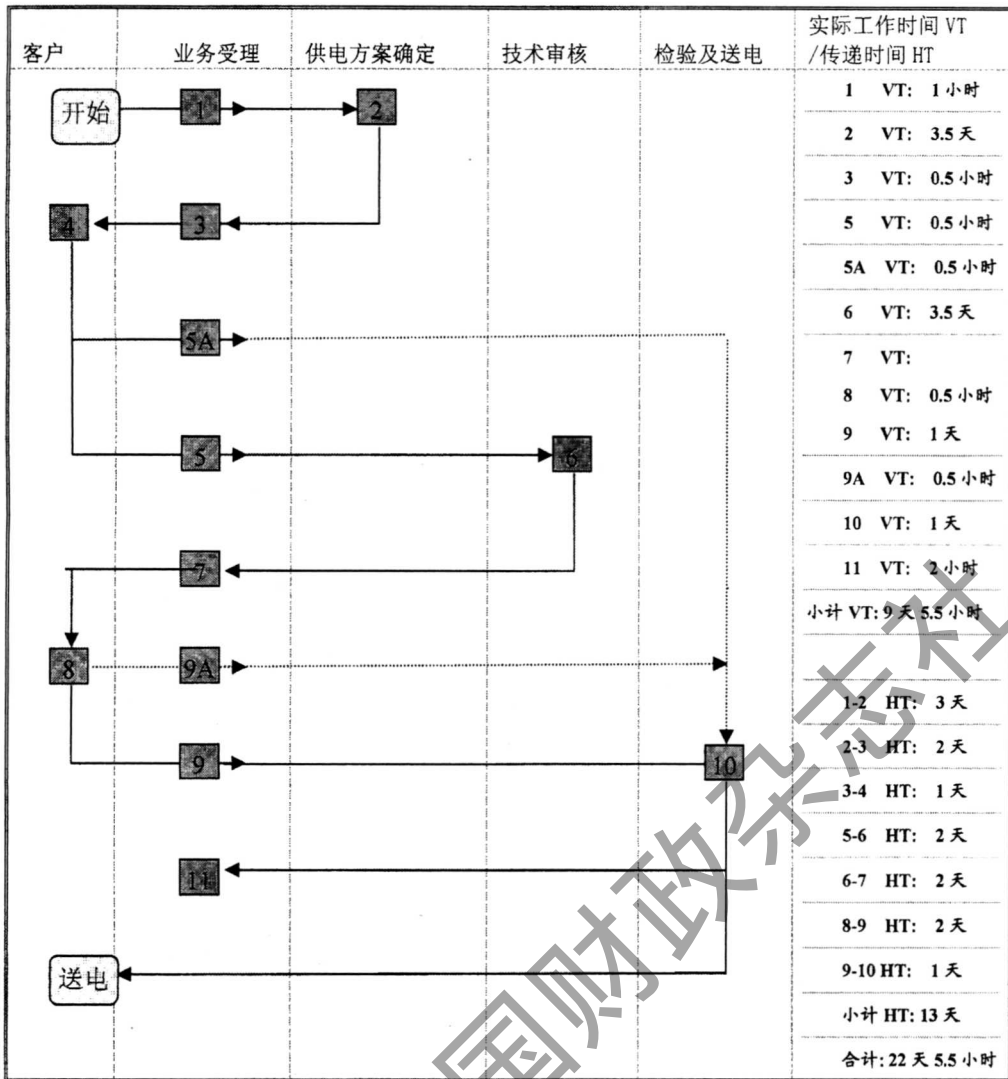 客户
业务受理
供电方案确定
技术审核
检验及送电
实际工作时间 VT
/传递时间 HT
开始
1
2
4
3
5A
5
6
7
8
9A
9
10
11
送电
1 VT: 1 小时
2 VT: 3.5 天
3 VT: 0.5 小时
5 VT: 0.5 小时
5A VT: 0.5 小时
6 VT: 3.5 天
7 VT:
8 VT: 0.5 小时
9 VT: 1 天
9A VT: 0.5 小时
10 VT: 1 天
11 VT: 2 小时
小计 VT: 9 天 5.5 小时
1-2 HT: 3 天
2-3 HT: 2 天
3-4 HT: 1 天
5-6 HT: 2 天
6-7 HT: 2 天
8-9 HT: 2 天
9-10 HT: 1 天
小计 HT: 13 天
合计: 22 天 5.5 小时
国财政杂志社